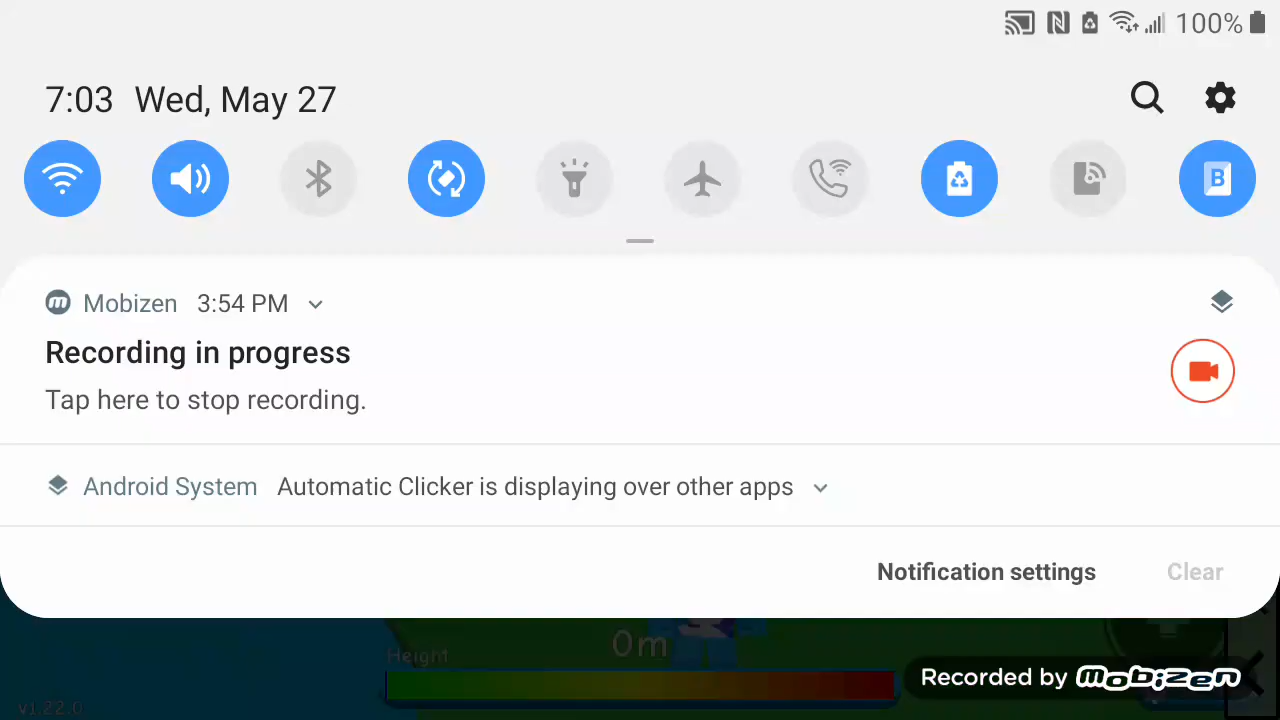 100%
7:03 Wed, May 27
B
Mobizen 3:54 PM
Recording in progress
Tap here to stop recording.
Android System Automatic Clicker is displaying over other apps
Notification settings Clear
0m
Height
Recorded by mobizen
v1.22.0